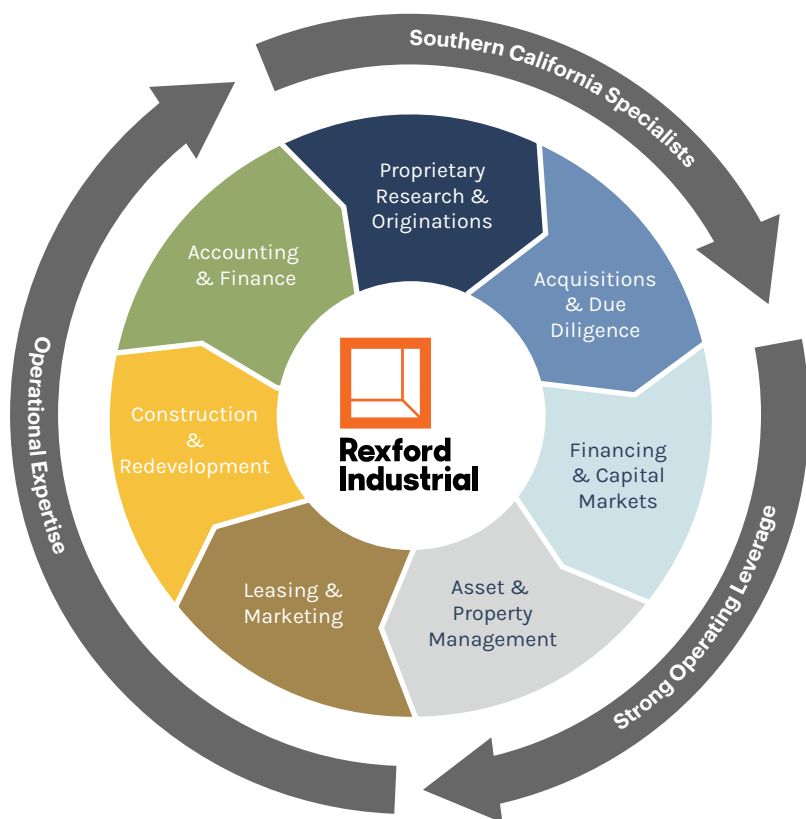 Southern California Specialists
Proprietary
Research &
Originations
Acquisitions
& Due
Diligence
Financing
& Capital
Markets
Asset &
Property
Management
Leasing &
Marketing
Construction
&
Redevelopment
Accounting
& Finance
Rexford
Industrial
Strong Operating Leverage
Operational Expertise